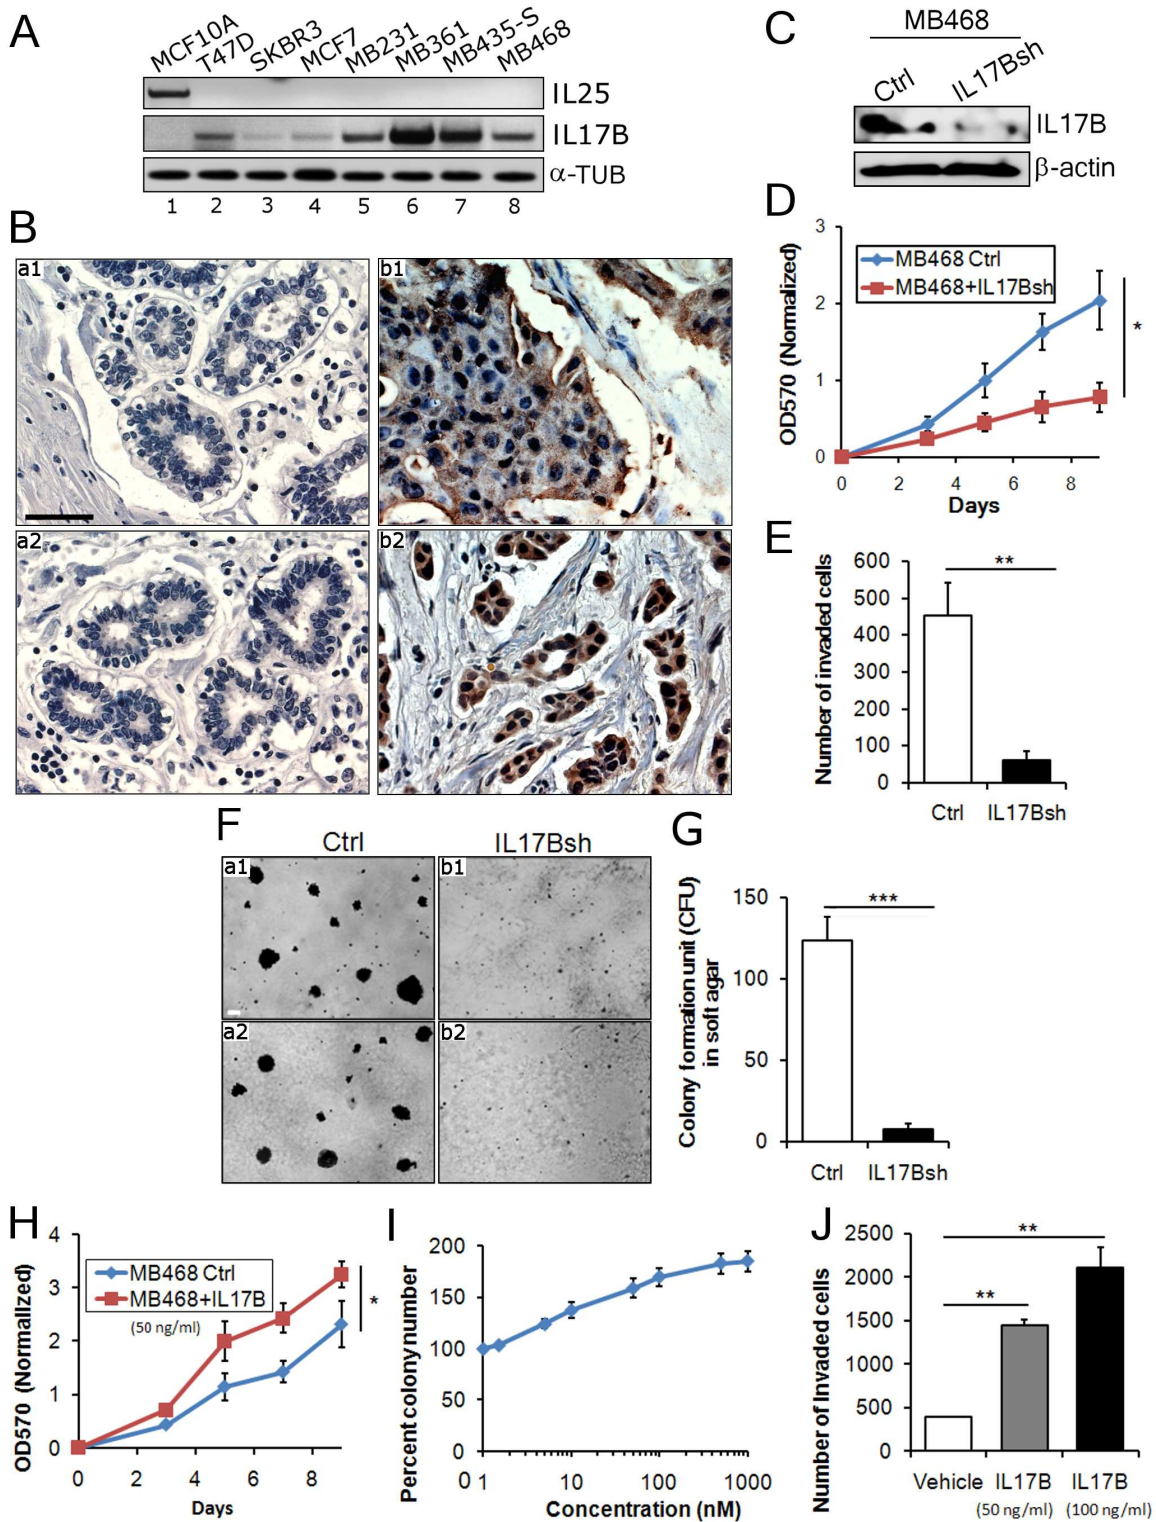 A
MCF10A
T47D
SKBR3
MCF7
MB231
MB361
MB435-S
MB468
IL25
IL17B
α-TUB
1 2 3 4 5 6 7 8
B
a1
b1
a2
b2
C
MB468
Ctrl
IL17Bsh
IL17B
β-actin
D
OD570 (Normalized)
3
2
1
0
MB468 Ctrl
MB468+IL17Bsh
*
0 2 4 6 8
Days
E
Number of invaded cells
600
500
400
300
200
100
0
**
Ctrl IL17Bsh
F
Ctrl IL17Bsh
a1
b1
a2
b2
G
Colony formation unit (CFU)
in soft agar
150
100
50
0
***
Ctrl IL17Bsh
H
OD570 (Normalized)
4
3
2
1
0
MB468 Ctrl
MB468+IL17B
(50 ng/ml)
*
0 2 4 6 8
Days
I
Percent colony number
200
150
100
50
0
0 1 10 100 1000
Concentration (nM)
J
Number of Invaded cells
2500
2000
1500
1000
500
0
**
**
Vehicle IL17B IL17B
(50 ng/ml) (100 ng/ml)